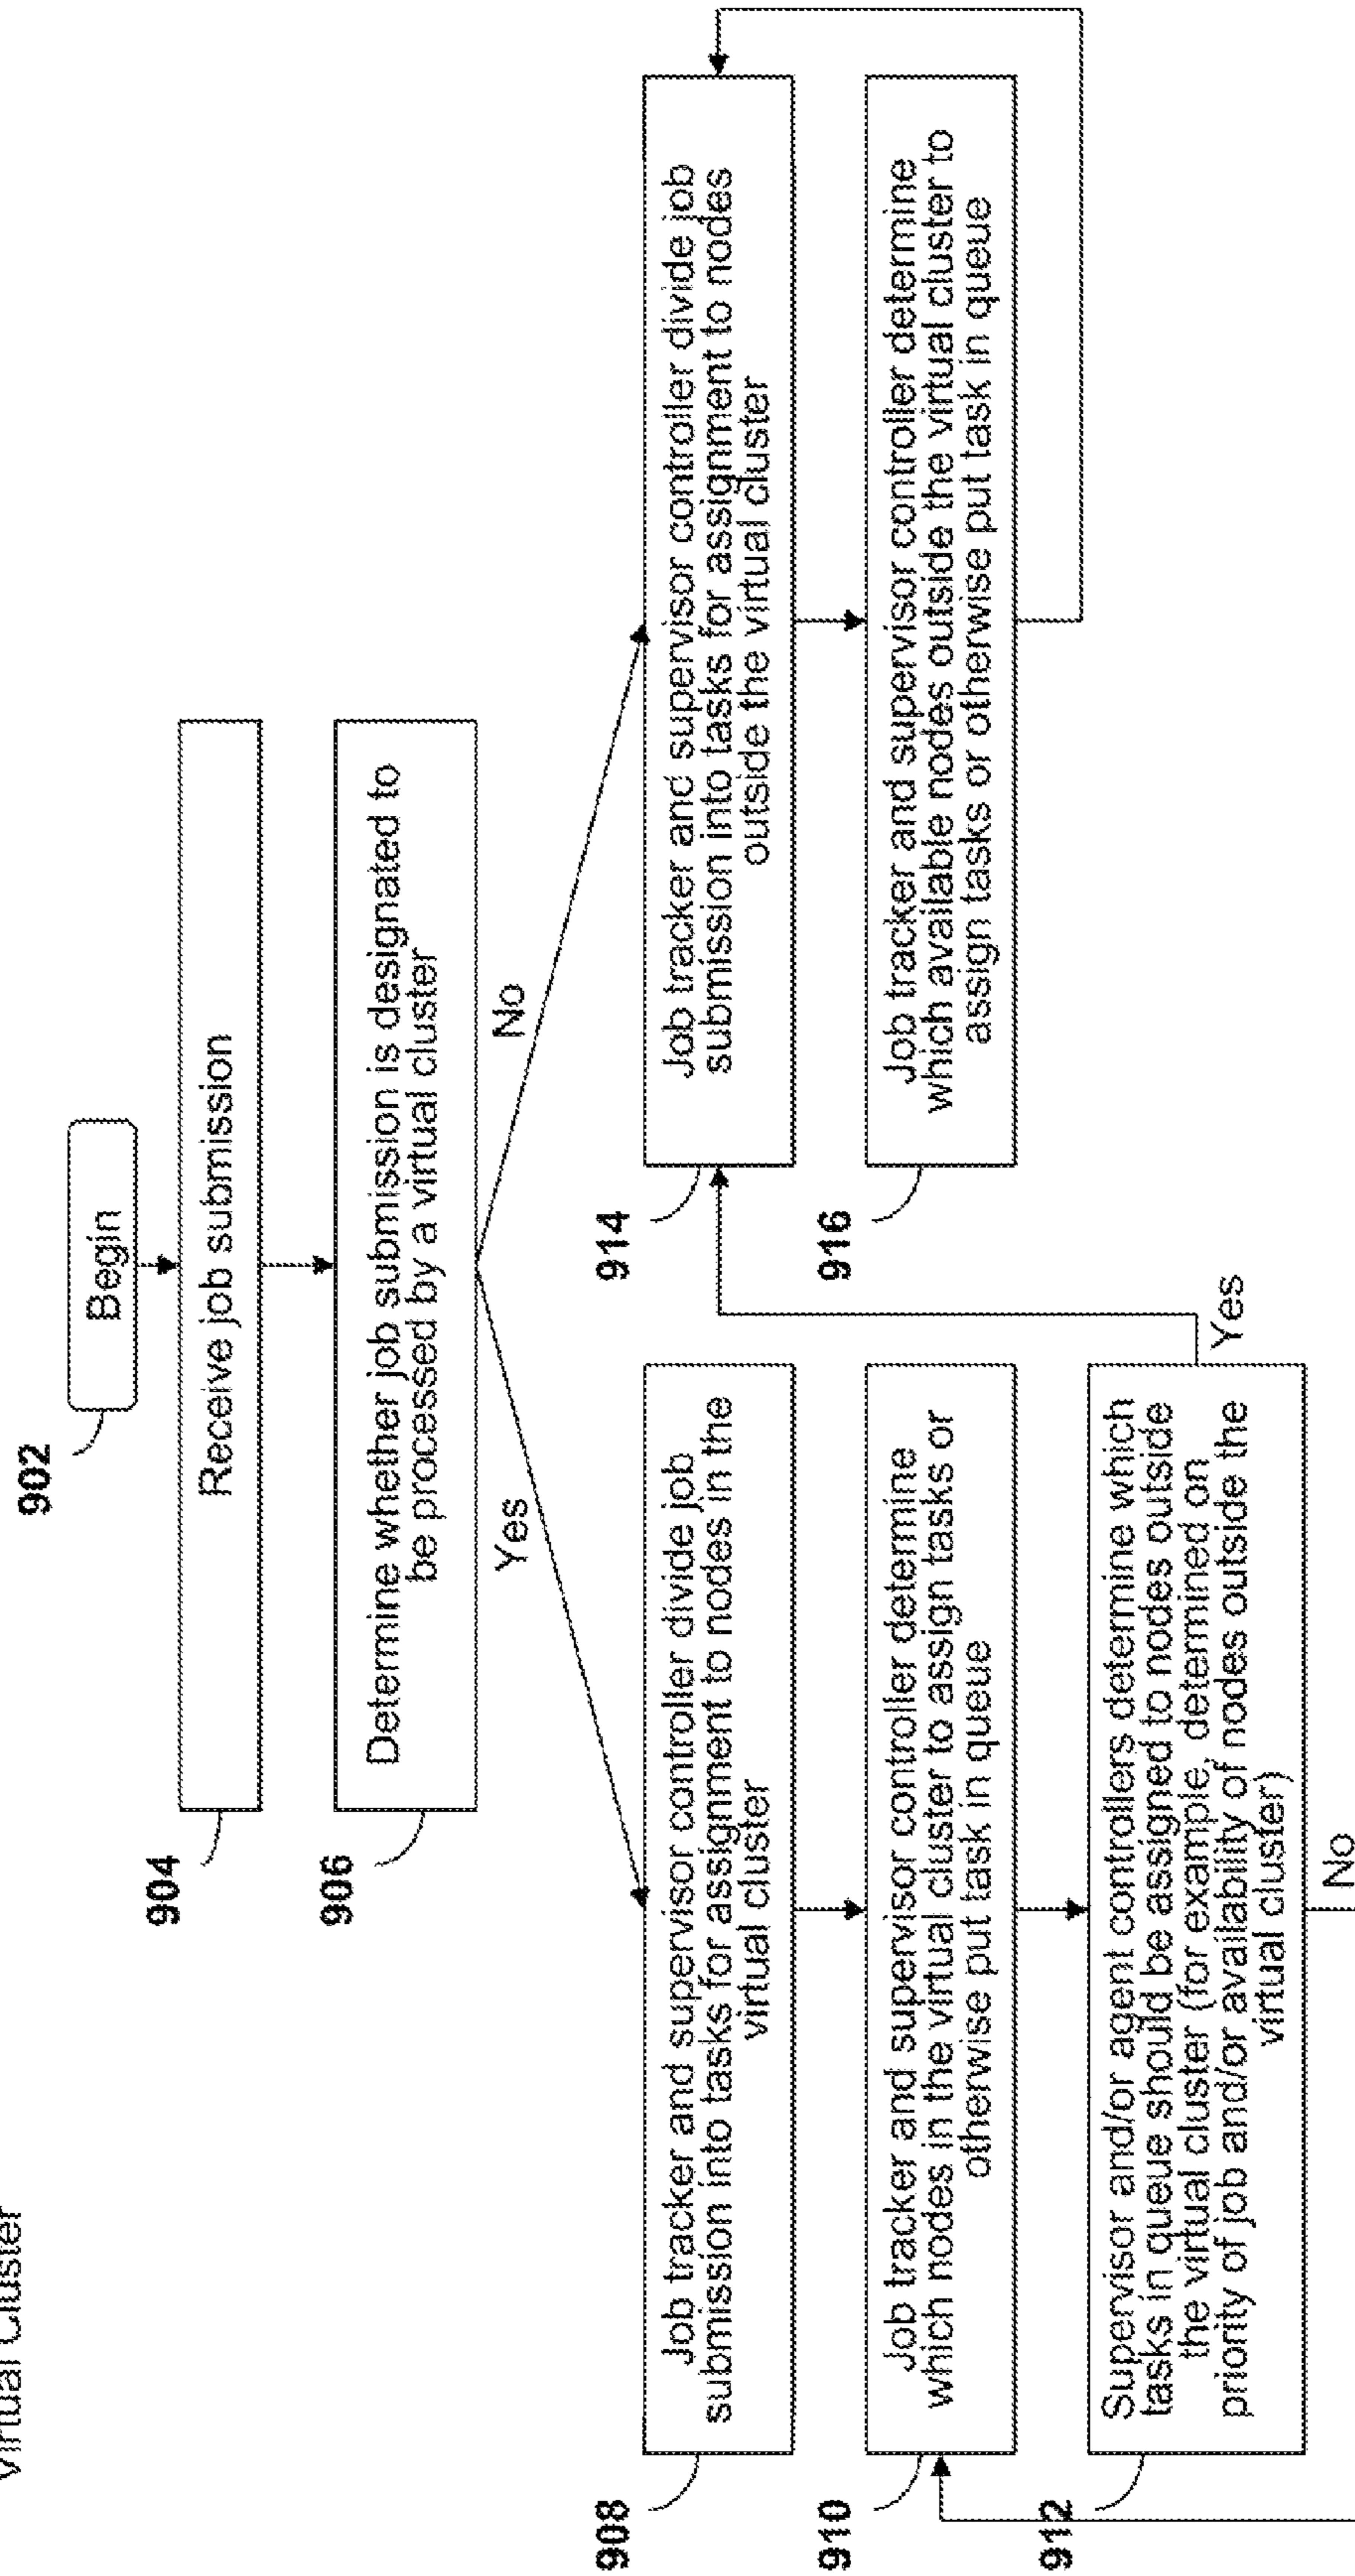 Virtual Cluster
902
Begin
904
Receive job submission
906
Determine whether job submission is designated to
be processed by a virtual cluster
Yes
No
908
Job tracker and supervisor controller divide job
submission into tasks for assignment to nodes in the
virtual cluster
914
Job tracker and supervisor controller divide job
submission into tasks for assignment to nodes
outside the virtual cluster
910
Job tracker and supervisor controller determine
which nodes in the virtual cluster to assign tasks or
otherwise put task in queue
916
Job tracker and supervisor controller determine
which available nodes outside the virtual cluster to
assign tasks or otherwise put task in queue
912
Supervisor and/or agent controllers determine which
tasks in queue should be assigned to nodes outside
the virtual cluster (for example, determined on
priority of job and/or availability of nodes outside the
virtual cluster)
Yes
No